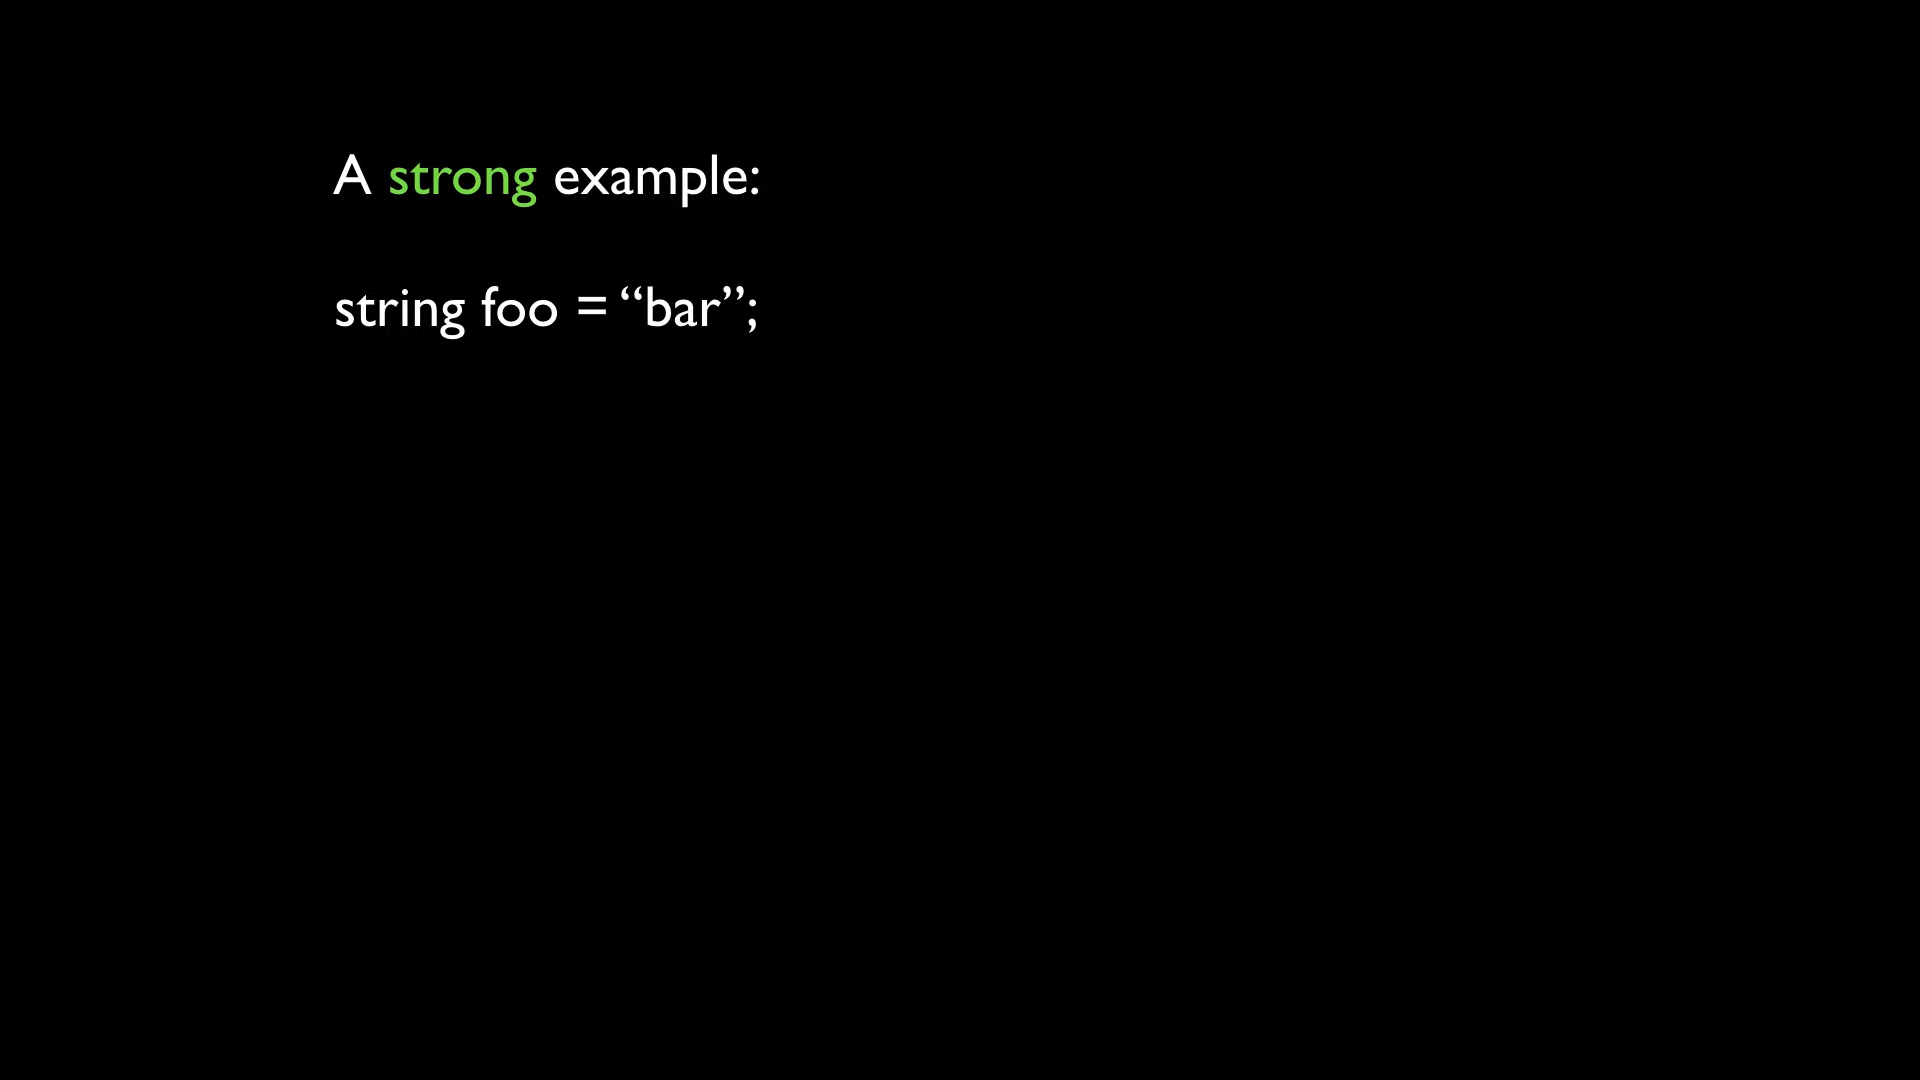 A strong example:
string foo = “bar”;